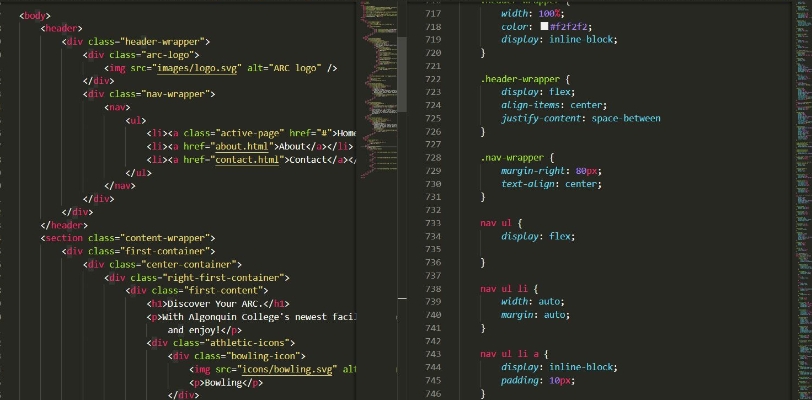 <body>
<header>
<div class="header-wrapper">
<div class="arc-logo">
<img src="images/logo.svg" alt="ARC logo" />
</div>
<div class="nav-wrapper">
<nav>
<ul>
<li><a class="active-page" href="#">Home
<li><a href="about.html">About</a></li>
<li><a href="contact.html">Contact</a></
</ul>
</nav>
</div>
</div>
</header>
<section class="content-wrapper">
<div class="first-container">
<div class="center-container">
<div class="right-first-container">
<div class="first-content">
<h1>Discover Your ARC.</h1>
<p>With Algonquin College's newest facil
and enjoy!</p>
<div class="athletic-icons">
<div class="bowling-icon">
<img src="icons/bowling.svg" alt
<p>Bowling</p>
</div>
717 width: 100%;
718 color: #f2f2f2;
719 display: inline-block;
720 }
721
722 .header-wrapper {
723 display: flex;
724 align-items: center;
725 justify-content: space-between
726 }
727
728 .nav-wrapper {
729 margin-right: 80px;
730 text-align: center;
731 }
732
733 nav ul {
734 display: flex;
735
736 }
737
738 nav ul li {
739 width: auto;
740 margin: auto;
741 }
742
743 nav ul li a {
744 display: inline-block;
745 padding: 10px;
746 }